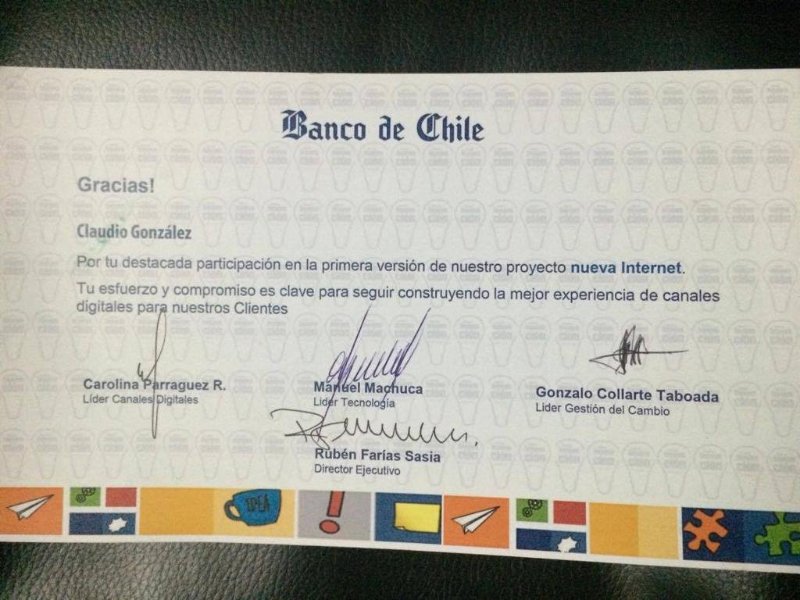 Banco de Chile
Gracias!
Claudio González
Por tu destacada participación en la primera versión de nuestro proyecto nueva Internet.
Tu esfuerzo y compromiso es clave para seguir construyendo la mejor experiencia de canales
digitales para nuestros Clientes
Carolina Parraguez R.
Líder Canales Digitales
Manuel Machuca
Líder Tecnología
Gonzalo Collarte Taboada
Lider Gestión del Cambio
Rubén Farías Sasia
Director Ejecutivo
IDEA